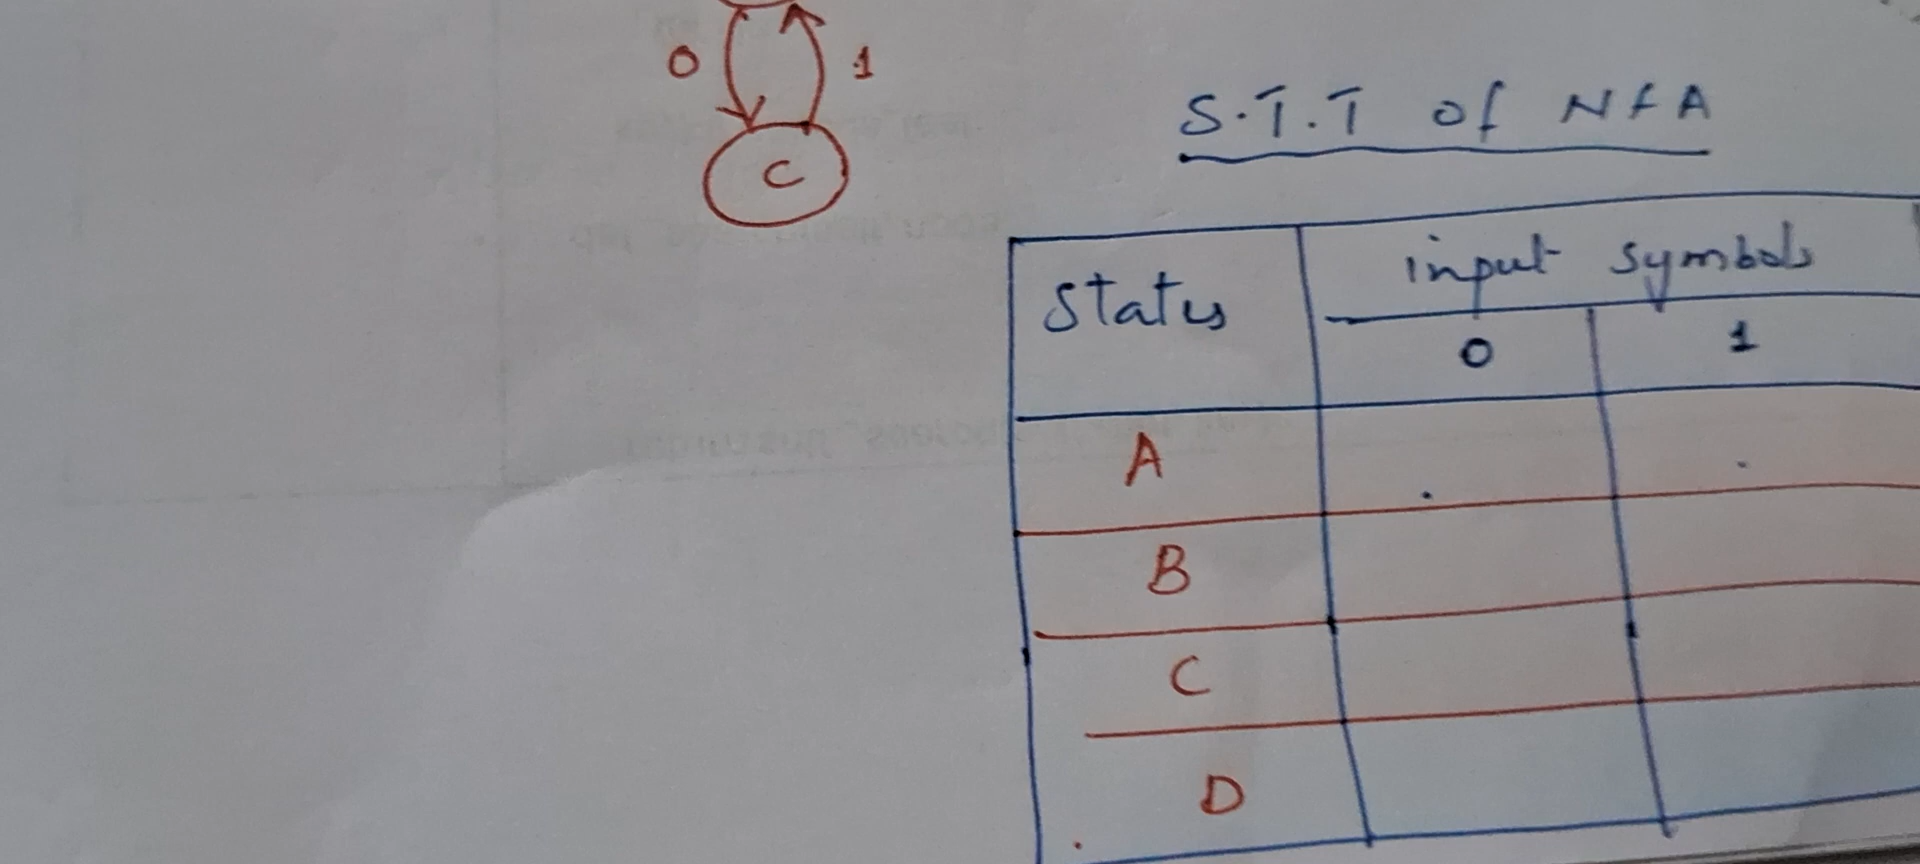 0 1
C
S.T.T of NFA
States input symbols
0 1
A
B
C
D